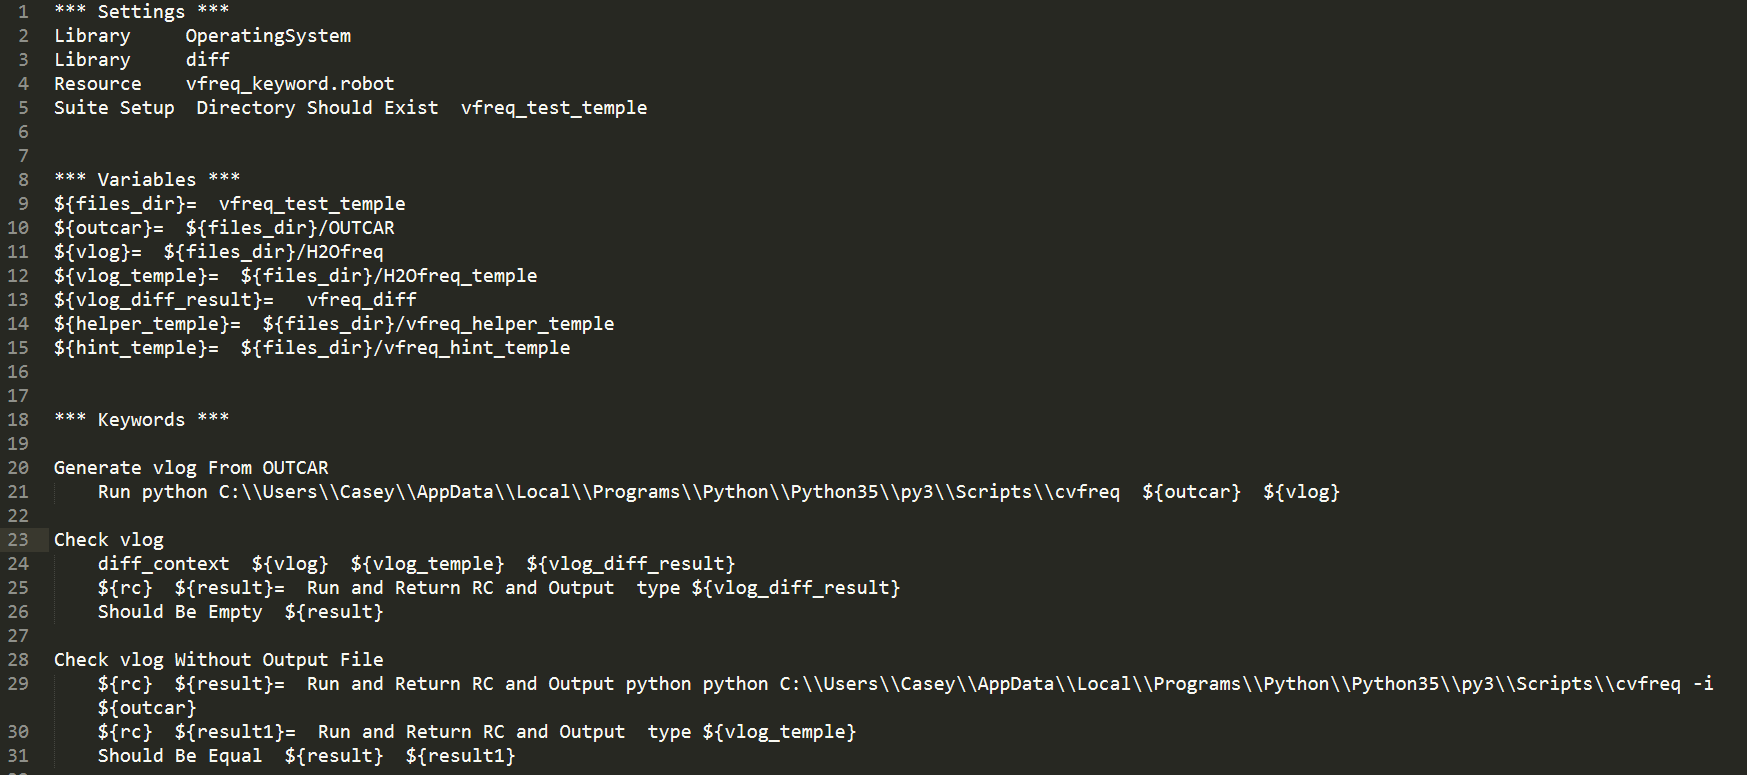 1 *** Settings ***
2 Library     OperatingSystem
3 Library     diff
4 Resource    vfreq_keyword.robot
5 Suite Setup  Directory Should Exist  vfreq_test_temple
6
7
8 *** Variables ***
9 ${files_dir}=  vfreq_test_temple
10 ${outcar}=  ${files_dir}/OUTCAR
11 ${vlog}=  ${files_dir}/H2Ofreq
12 ${vlog_temple}=  ${files_dir}/H2Ofreq_temple
13 ${vlog_diff_result}=   vfreq_diff
14 ${helper_temple}=  ${files_dir}/vfreq_helper_temple
15 ${hint_temple}=  ${files_dir}/vfreq_hint_temple
16
17
18 *** Keywords ***
19
20 Generate vlog From OUTCAR
21     Run python C:\\Users\\Casey\\AppData\\Local\\Programs\\Python\\Python35\\py3\\Scripts\\cvfreq  ${outcar}  ${vlog}
22
23 Check vlog
24     diff_context  ${vlog}  ${vlog_temple}  ${vlog_diff_result}
25     ${rc}  ${result}=  Run and Return RC and Output  type ${vlog_diff_result}
26     Should Be Empty  ${result}
27
28 Check vlog Without Output File
29     ${rc}  ${result}=  Run and Return RC and Output python python C:\\Users\\Casey\\AppData\\Local\\Programs\\Python\\Python35\\py3\\Scripts\\cvfreq -i
${outcar}
30     ${rc}  ${result1}=  Run and Return RC and Output  type ${vlog_temple}
31     Should Be Equal  ${result}  ${result1}